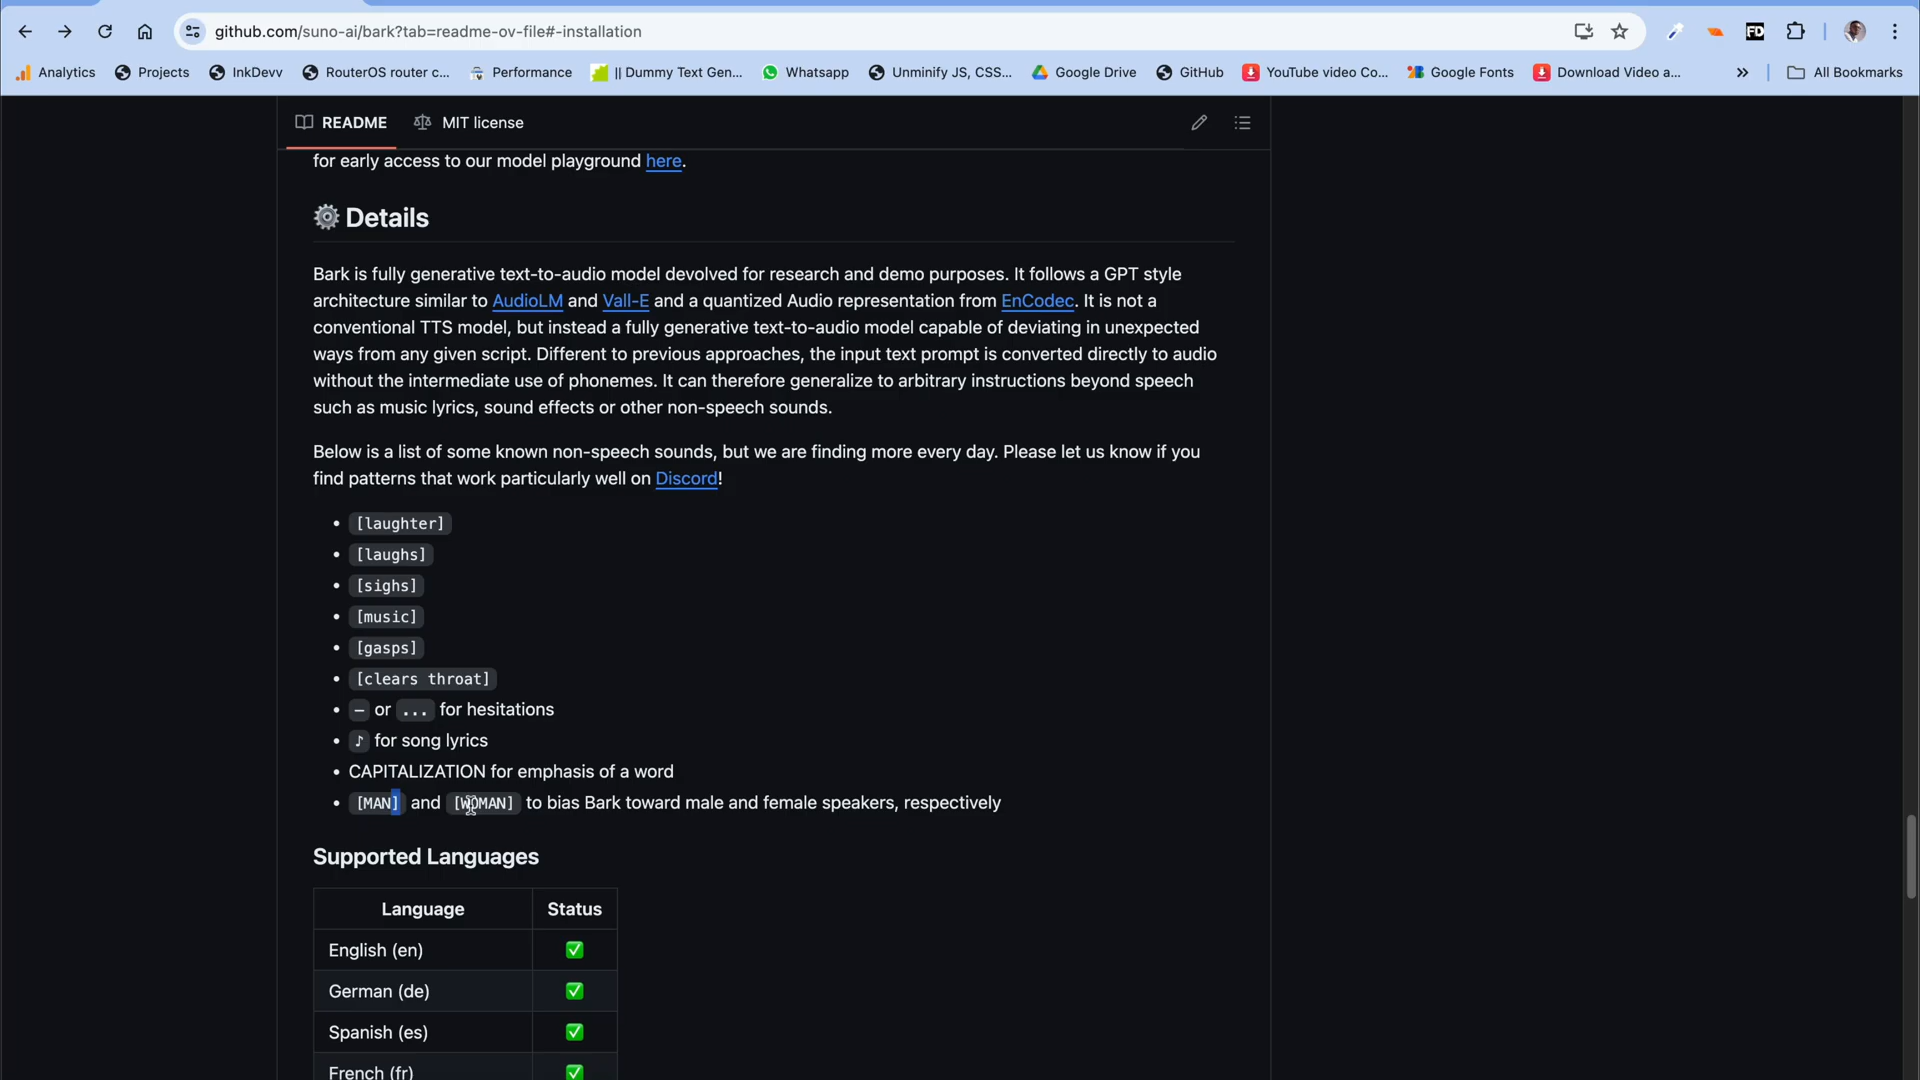 github.com/suno-ai/bark?tab=readme-ov-file#-installation
FD
Analytics Projects InkDevv RouterOS router c... Performance || Dummy Text Gen... Whatsapp Unminify JS, CSS... Google Drive GitHub YouTube video Co... Google Fonts Download Video a... » All Bookmarks
README MIT license
for early access to our model playground here.
⚙️ Details
Bark is fully generative text-to-audio model devolved for research and demo purposes. It follows a GPT style
architecture similar to AudioLM and Vall-E and a quantized Audio representation from EnCodec. It is not a
conventional TTS model, but instead a fully generative text-to-audio model capable of deviating in unexpected
ways from any given script. Different to previous approaches, the input text prompt is converted directly to audio
without the intermediate use of phonemes. It can therefore generalize to arbitrary instructions beyond speech
such as music lyrics, sound effects or other non-speech sounds.
Below is a list of some known non-speech sounds, but we are finding more every day. Please let us know if you
find patterns that work particularly well on Discord!
• [laughter]
• [laughs]
• [sighs]
• [music]
• [gasps]
• [clears throat]
• — or ... for hesitations
• ♪ for song lyrics
• CAPITALIZATION for emphasis of a word
• [MAN] and [WOMAN] to bias Bark toward male and female speakers, respectively
Supported Languages
Language Status
English (en) ✅
German (de) ✅
Spanish (es) ✅
French (fr) ✅